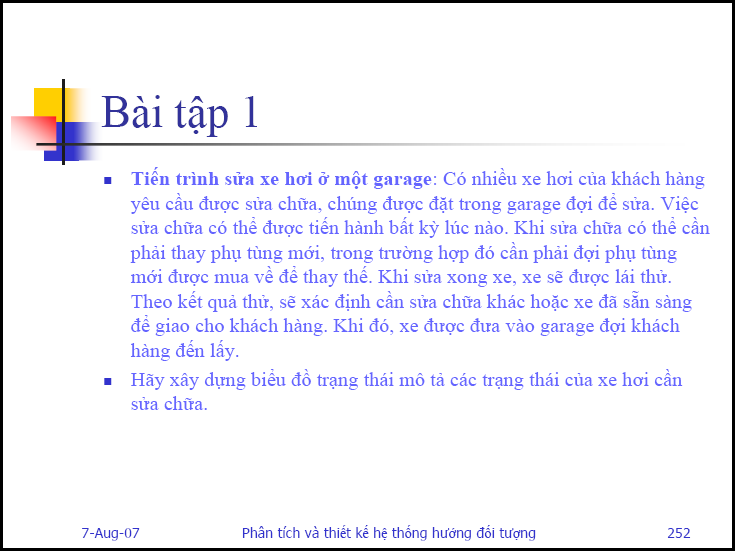 Bài tập 1
Tiến trình sửa xe hơi ở một garage: Có nhiều xe hơi của khách hàng
yêu cầu được sửa chữa, chúng được đặt trong garage đợi để sửa. Việc
sửa chữa có thể được tiến hành bất kỳ lúc nào. Khi sửa chữa có thể cần
phải thay phụ tùng mới, trong trường hợp đó cần phải đợi phụ tùng
mới được mua về để thay thế. Khi sửa xong xe, xe sẽ được lái thử.
Theo kết quả thử, sẽ xác định cần sửa chữa khác hoặc xe đã sẵn sàng
để giao cho khách hàng. Khi đó, xe được đưa vào garage đợi khách
hàng đến lấy.
Hãy xây dựng biểu đồ trạng thái mô tả các trạng thái của xe hơi cần
sửa chữa.
7-Aug-07 Phân tích và thiết kế hệ thống hướng đối tượng 252